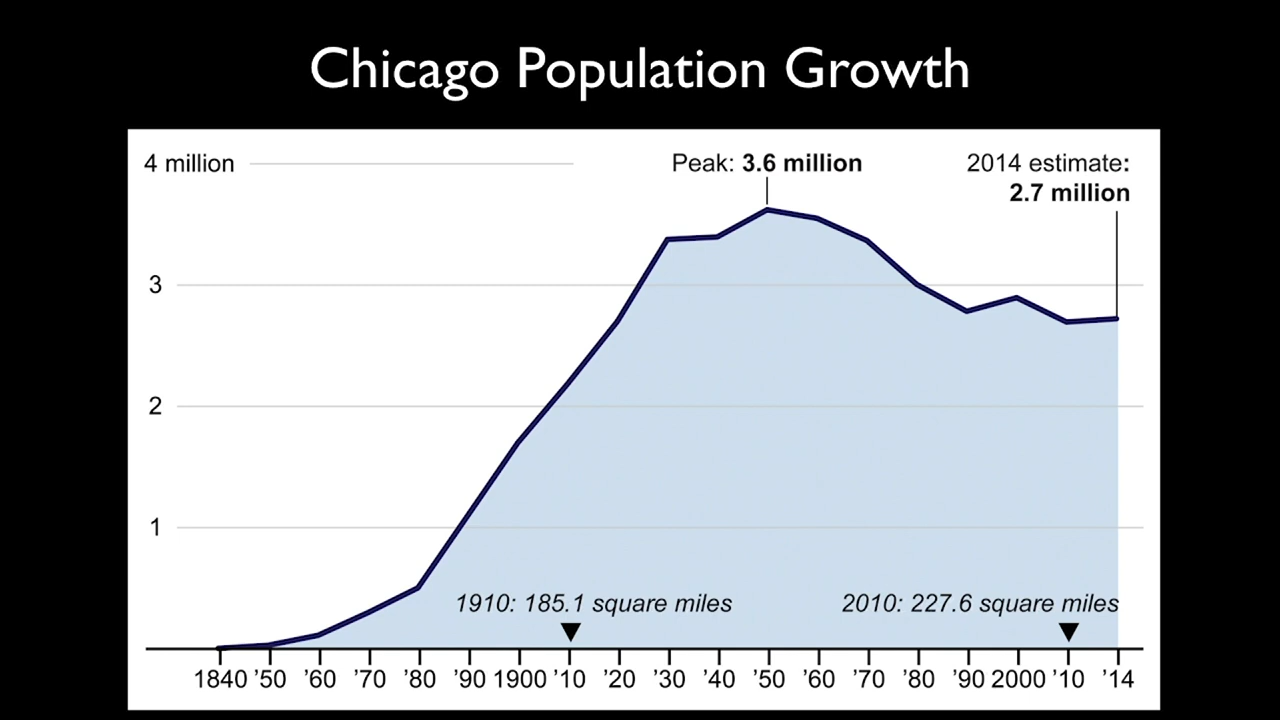 Chicago Population Growth
4 million
Peak: 3.6 million
2014 estimate:
2.7 million
3
2
1
1910: 185.1 square miles
2010: 227.6 square miles
1840 ’50 ’60 ’70 ’80 ’90 1900 ’10 ’20 ’30 ’40 ’50 ’60 ’70 ’80 ’90 2000 ’10 ’14